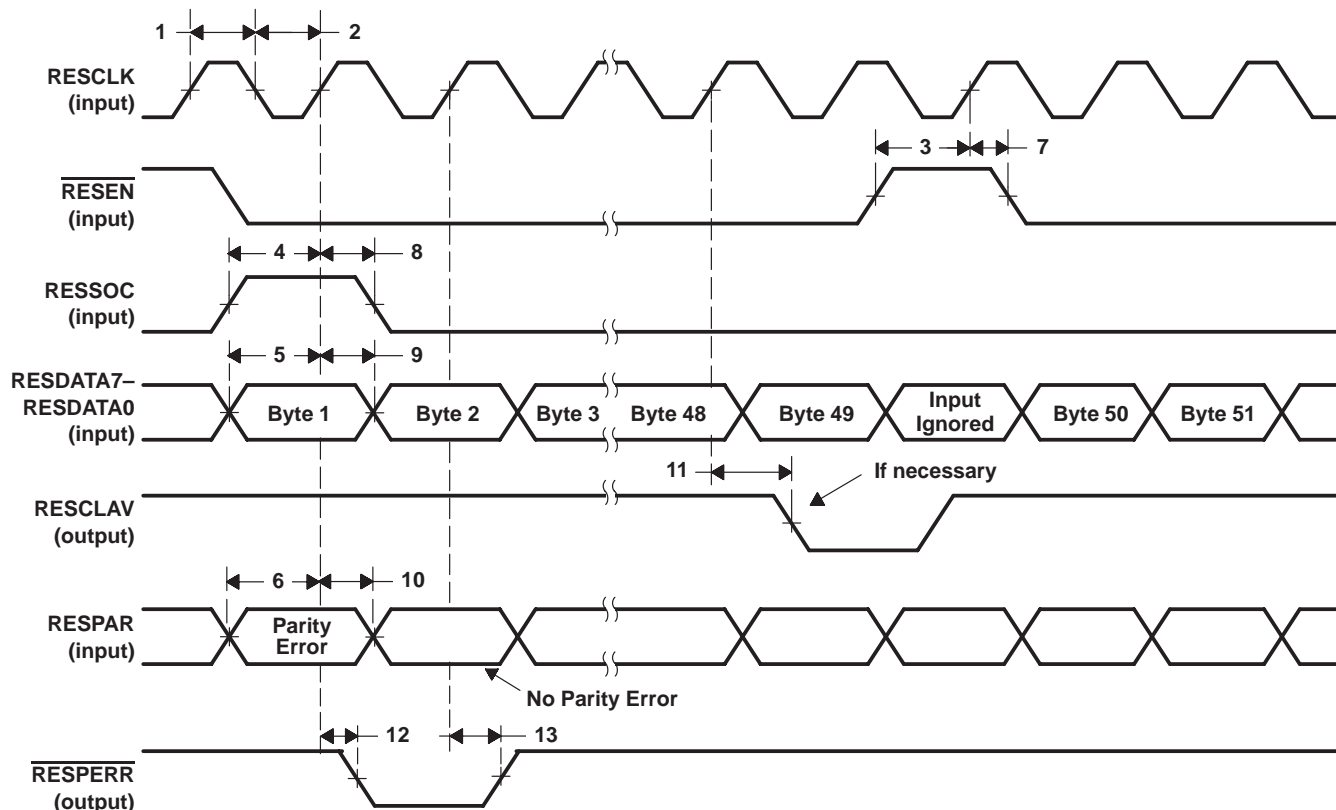 1 2
RESCLK
(input)
3 7
RESEN
(input)
4 8
RESSOC
(input)
5 9
RESDATA7–
RESDATA0
(input)
Byte 1 Byte 2 Byte 3 Byte 48 Byte 49 Input Ignored Byte 50 Byte 51
11 If necessary
RESCLAV
(output)
6 10
RESPAR
(input)
Parity
Error
No Parity Error
12 13
RESPERR
(output)